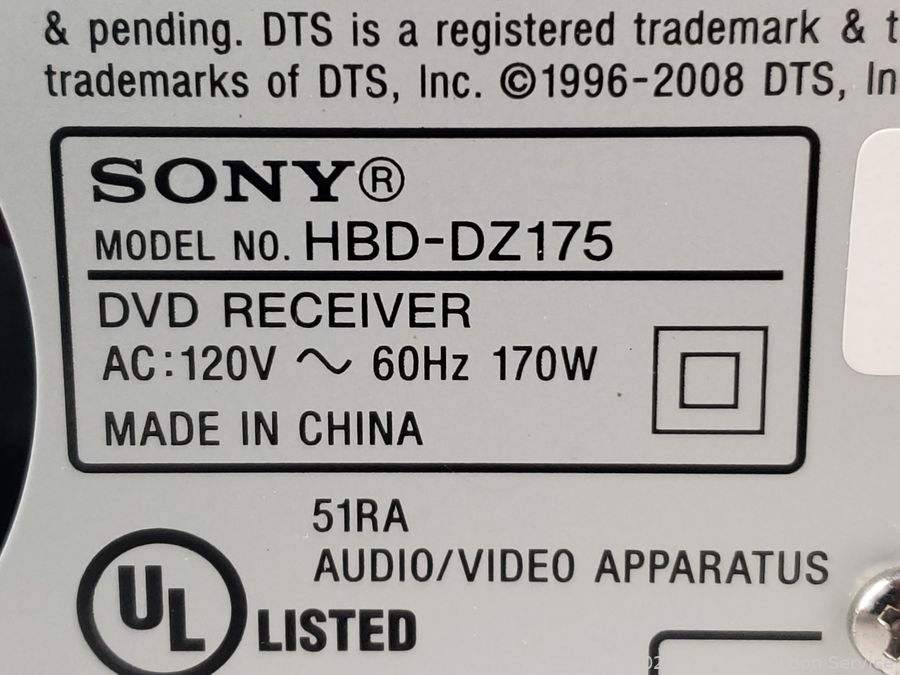 & pending. DTS is a registered trademark & t
trademarks of DTS, Inc. ©1996-2008 DTS, In
SONY®
MODEL NO. HBD-DZ175
DVD RECEIVER
AC:120V ~ 60Hz 170W
MADE IN CHINA
51RA
AUDIO/VIDEO APPARATUS
UL LISTED